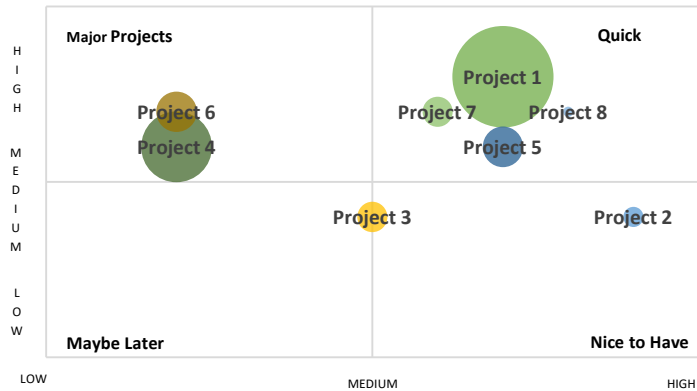 Major Projects
Quick
Project 1
Project 6
Project 7
Project 8
Project 4
Project 5
Project 3
Project 2
Maybe Later
Nice to Have
HIGH
MEDIUM
LOW
LOW
MEDIUM
HIGH